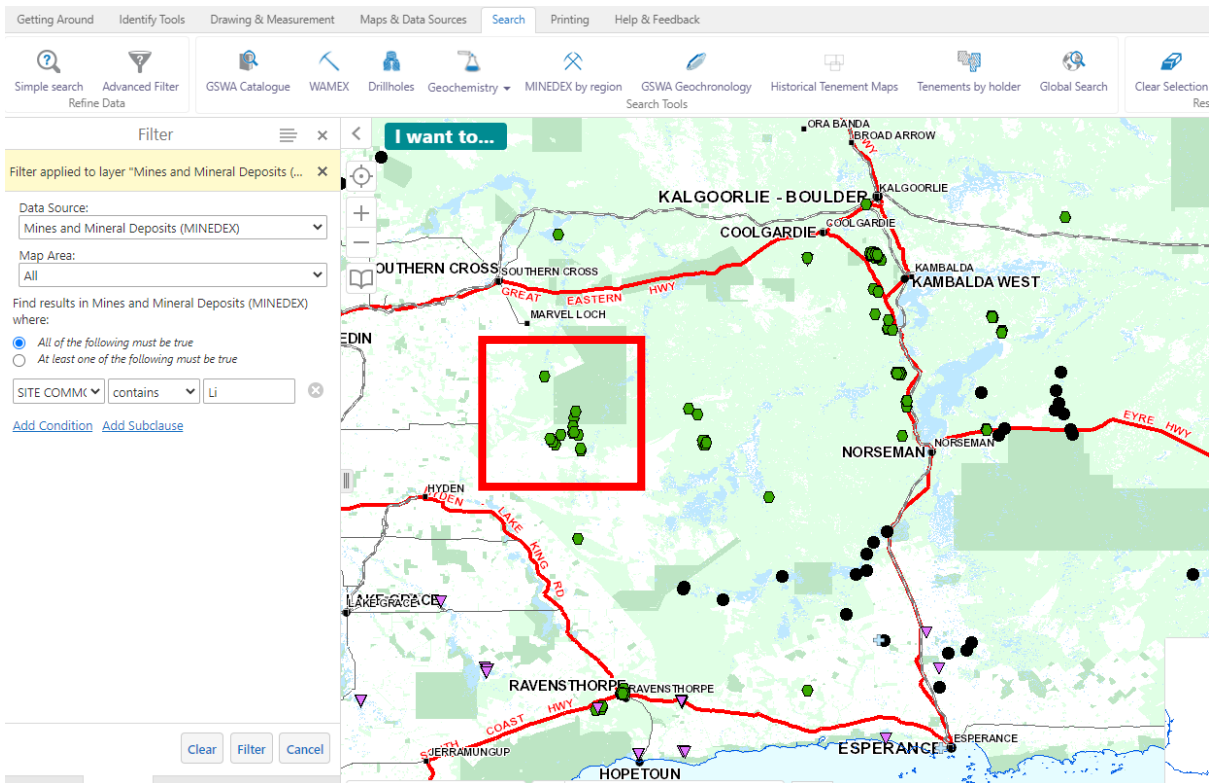 Getting Around Identify Tools Drawing & Measurement Maps & Data Sources Search Printing Help & Feedback
Simple search Advanced Filter GSWA Catalogue WAMEX Drillholes Geochemistry MINEDEX by region GSWA Geochronology Historical Tenement Maps Tenements by holder Global Search Clear Selection
Refine Data Search Tools Res
Filter
I want to...
Filter applied to layer "Mines and Mineral Deposits (...
Data Source:
Mines and Mineral Deposits (MINEDEX)
Map Area:
All
Find results in Mines and Mineral Deposits (MINEDEX)
where:
All of the following must be true
At least one of the following must be true
SITE COMM contains Li
Add Condition Add Subclause
Clear Filter Cancel
ORA BANDA
BROAD ARROW
HWY
KALGOORLIE - BOULDER
KALGOORLIE
COOLGARDIE
COOLGARDIE
OUTHERN CROSS
SOUTHERN CROSS
KAMBALDA
KAMBALDA WEST
GREAT EASTERN HWY
MARVEL LOCH
EDIN
EYRE HWY
NORSEMAN
NORSEMAN
HYDEN
HYDEN - LAKE KING RD
LAKE GRACE
LAKE GRACE
RAVENSTHORPE
RAVENSTHORPE
SOUTH COAST HWY
JERRAMUNGUP
ESPERANCE
ESPERANCE
HOPETOUN